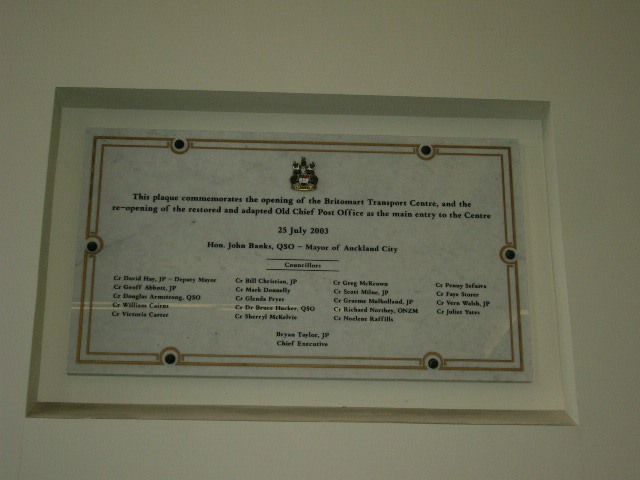 This plaque commemorates the opening of the Britomart Transport Centre, and the
re-opening of the restored and adapted Old Chief Post Office as the main entry to the Centre
25 July 2003
Hon. John Banks, QSO - Mayor of Auckland City
Councillors
Cr David Hay, JP - Deputy Mayor
Cr Geoff Abbott, JP
Cr Douglas Armstrong, QSO
Cr William Cairns
Cr Victoria Carter
Cr Bill Christian, JP
Cr Mark Donnelly
Cr Glenda Fryer
Cr Dr Bruce Hucker, QSO
Cr Sherryl McKelvie
Cr Greg McKeown
Cr Scott Milne, JP
Cr Graeme Mulholland, JP
Cr Richard Northey, ONZM
Cr Noelene Raffills
Cr Penny Sefuiva
Cr Faye Storer
Cr Vern Walsh, JP
Cr Juliet Yates
Bryan Taylor, JP
Chief Executive